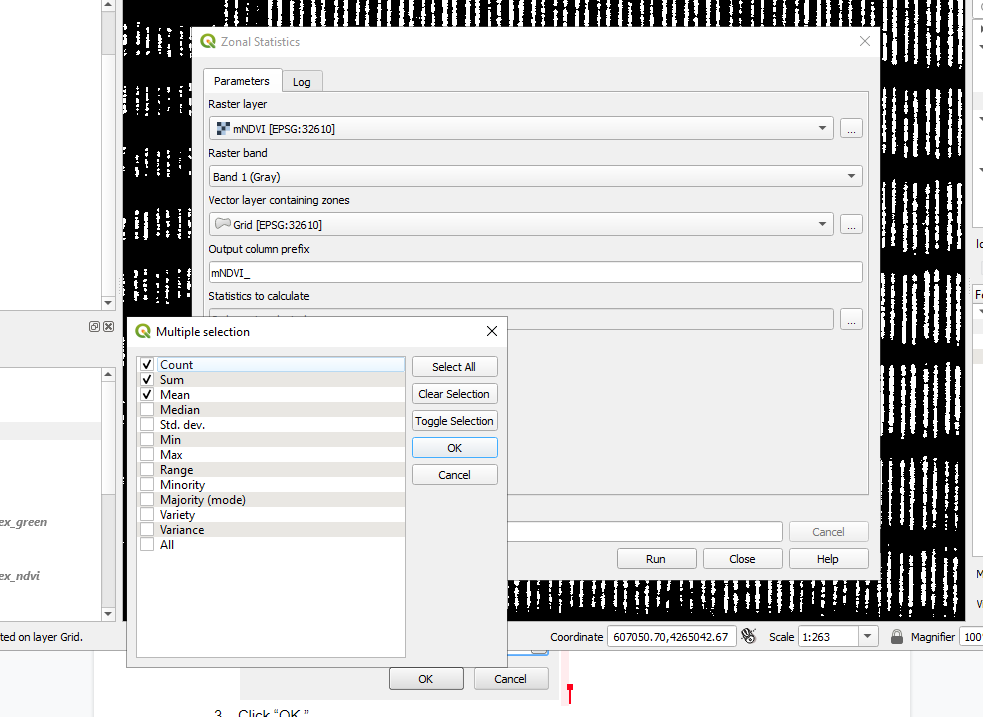 Zonal Statistics
Parameters
Log
Raster layer
mNDVI [EPSG:32610]
...
Raster band
Band 1 (Gray)
Vector layer containing zones
Grid [EPSG:32610]
...
Output column prefix
mNDVI_
Statistics to calculate
...
Multiple selection
Count
Sum
Mean
Median
Std. dev.
Min
Max
Range
Minority
Majority (mode)
Variety
Variance
All
Select All
Clear Selection
Toggle Selection
OK
Cancel
Cancel
Run
Close
Help
ex_green
ex_ndvi
ted on layer Grid.
Coordinate 607050.70,4265042.67
Scale 1:263
Magnifier 100
OK
Cancel
3. Click “OK.”